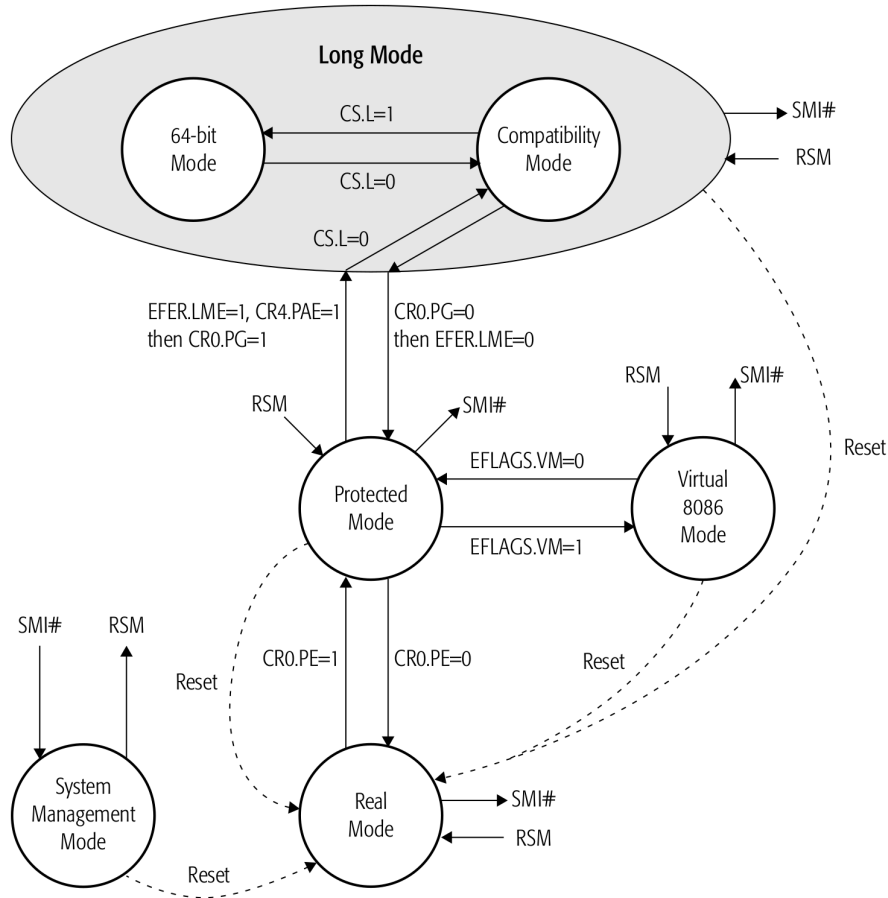 Long Mode
64-bit
Mode
CS.L=1
CS.L=0
Compatibility
Mode
SMI#
RSM
CS.L=0
EFER.LME=1, CR4.PAE=1
then CR0.PG=1
CR0.PG=0
then EFER.LME=0
RSM
SMI#
RSM
SMI#
Reset
Protected
Mode
EFLAGS.VM=0
EFLAGS.VM=1
Virtual
8086
Mode
SMI#
RSM
Reset
CR0.PE=1
CR0.PE=0
Reset
System
Management
Mode
Real
Mode
SMI#
RSM
Reset